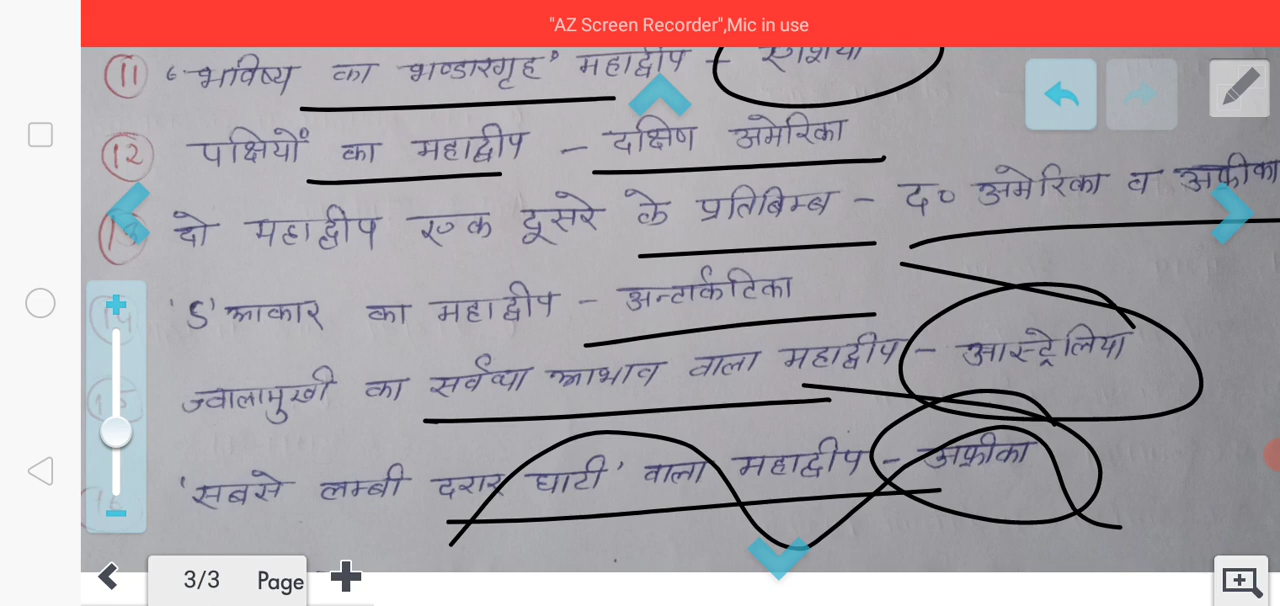 "AZ Screen Recorder",Mic in use
(11) 'भविष्य का भण्डारगृह' महाद्वीप - एशिया
(12) पक्षियों का महाद्वीप - दक्षिण अमेरिका
(13) दो महाद्वीप एक दूसरे के प्रतिबिम्ब - द० अमेरिका व अफ्रीका
'S' आकार का महाद्वीप - अन्टार्कटिका
ज्वालामुखी का सर्वथा आभाव वाला महाद्वीप - आस्ट्रेलिया
'सबसे लम्बी दरार घाटी' वाला महाद्वीप - अफ्रीका
3/3 Page